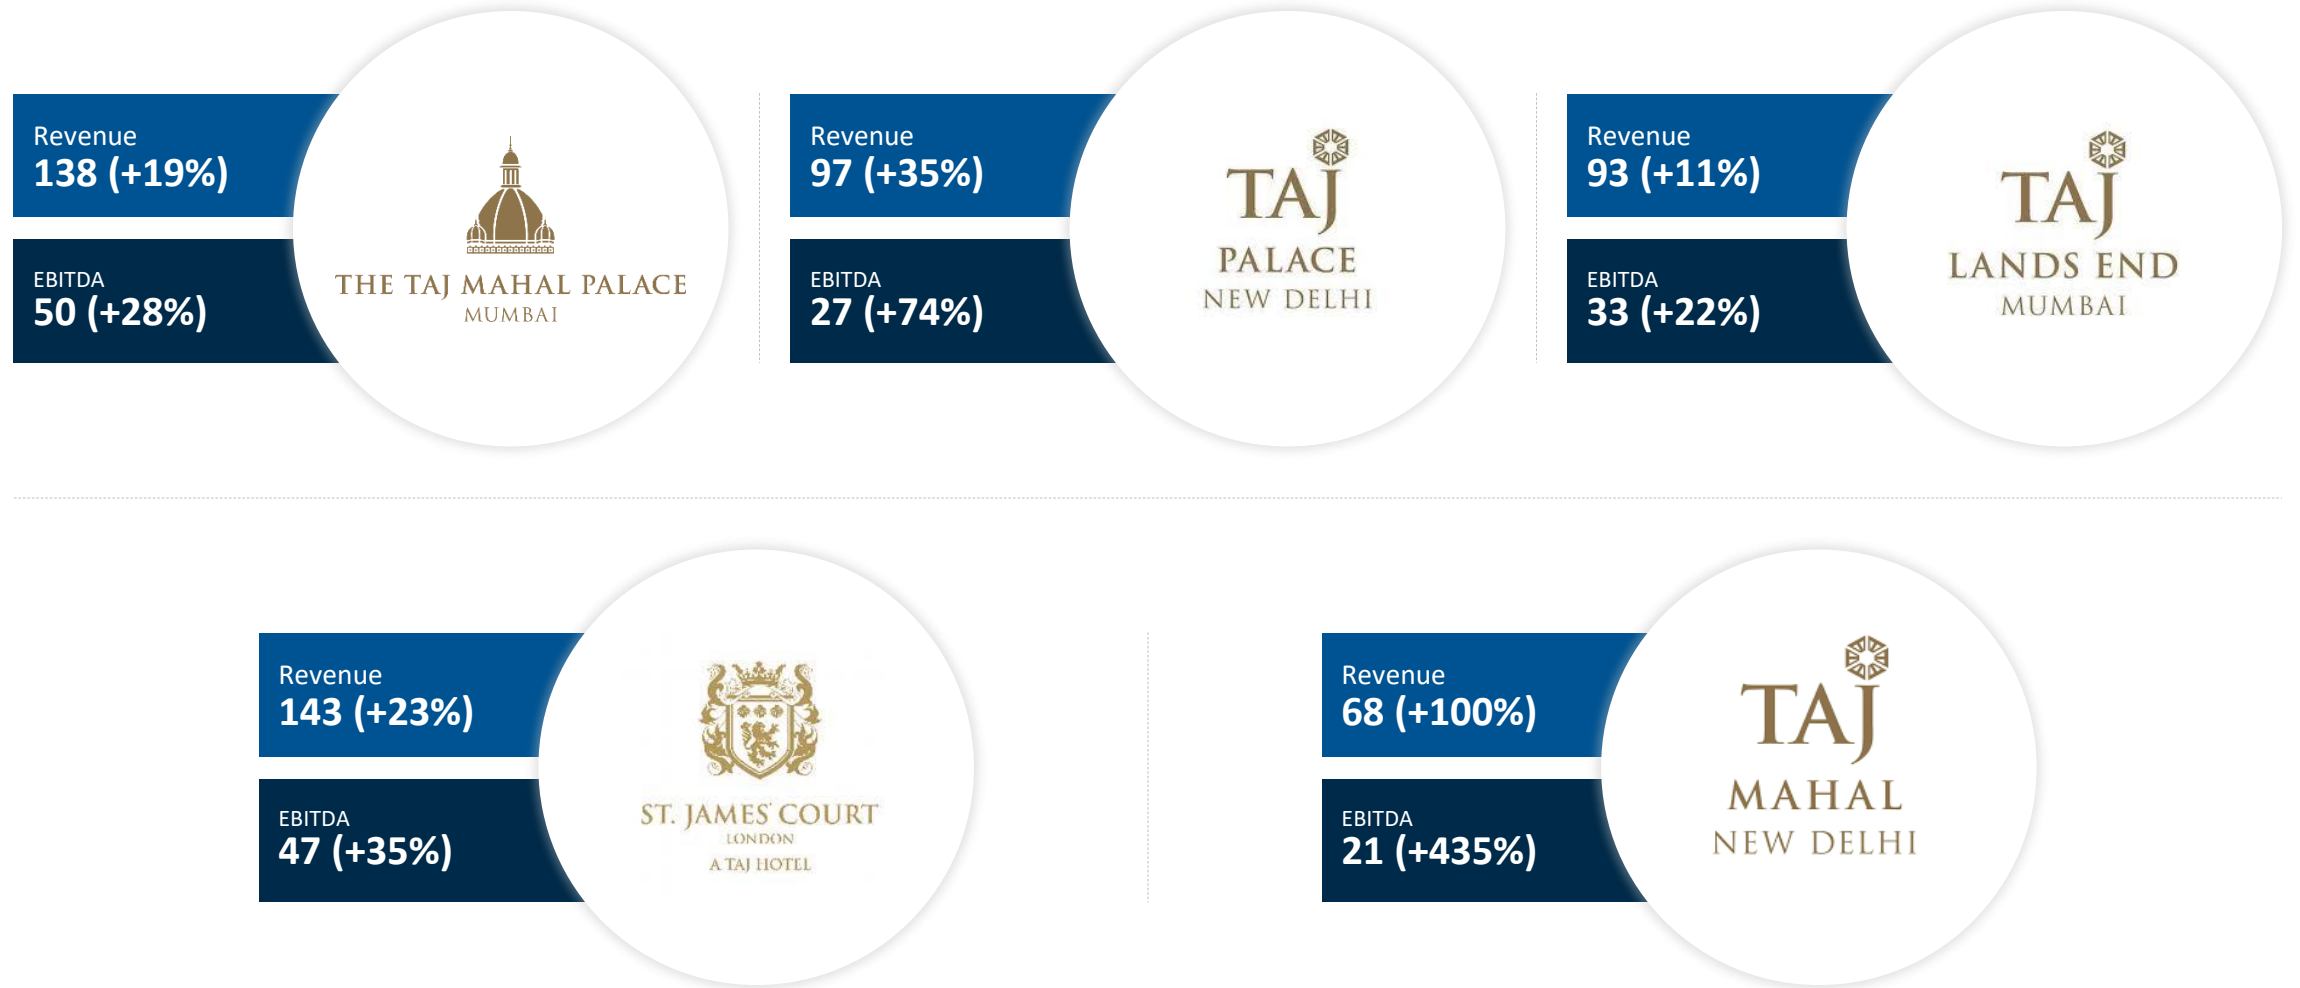 Revenue
138 (+19%)
EBITDA
50 (+28%)
THE TAJ MAHAL PALACE
MUMBAI
Revenue
97 (+35%)
EBITDA
27 (+74%)
TAJ
PALACE
NEW DELHI
Revenue
93 (+11%)
EBITDA
33 (+22%)
TAJ
LANDS END
MUMBAI
Revenue
143 (+23%)
EBITDA
47 (+35%)
ST. JAMES' COURT
LONDON
A TAJ HOTEL
Revenue
68 (+100%)
EBITDA
21 (+435%)
TAJ
MAHAL
NEW DELHI